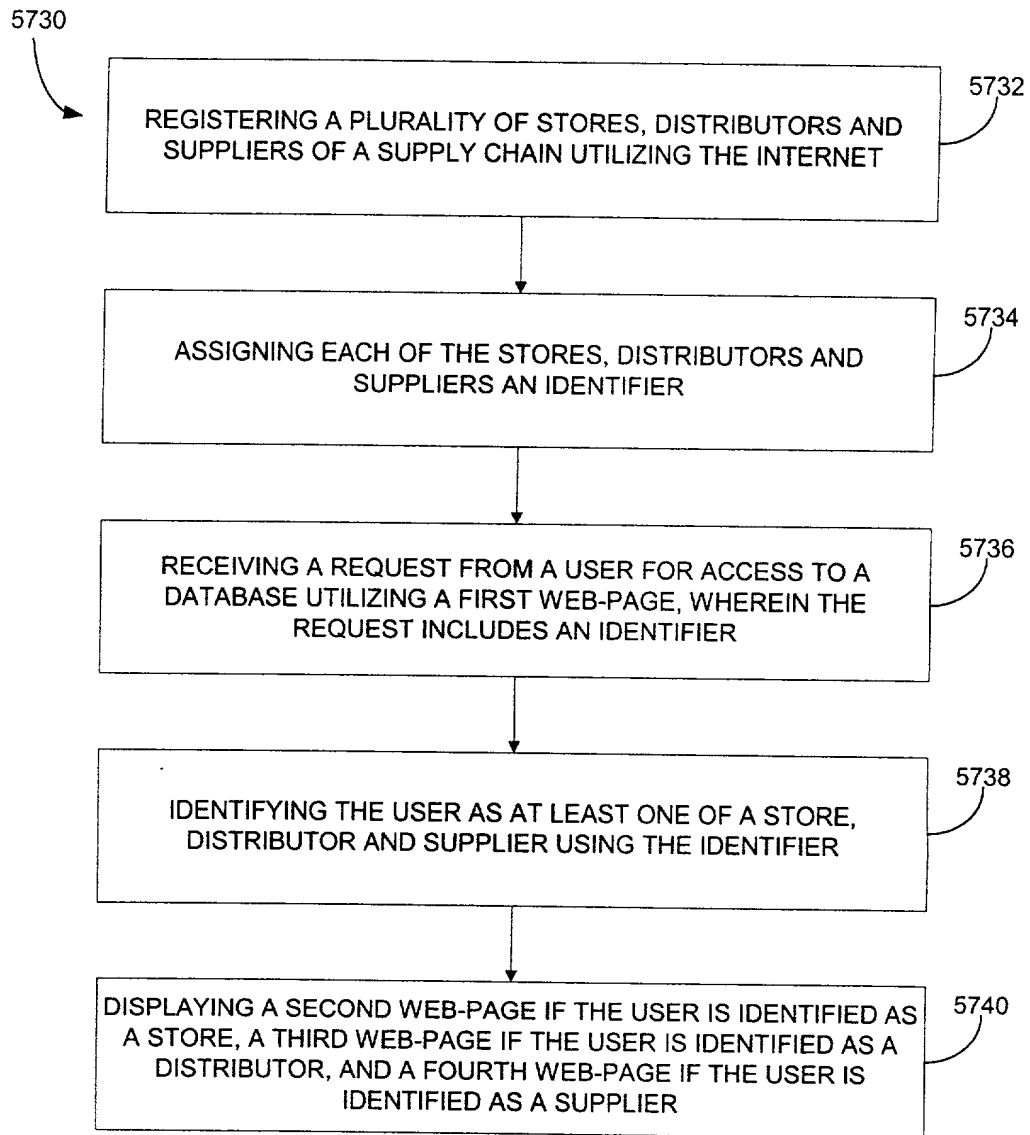 5730
5732
REGISTERING A PLURALITY OF STORES, DISTRIBUTORS AND
SUPPLIERS OF A SUPPLY CHAIN UTILIZING THE INTERNET
5734
ASSIGNING EACH OF THE STORES, DISTRIBUTORS AND
SUPPLIERS AN IDENTIFIER
5736
RECEIVING A REQUEST FROM A USER FOR ACCESS TO A
DATABASE UTILIZING A FIRST WEB-PAGE, WHEREIN THE
REQUEST INCLUDES AN IDENTIFIER
5738
IDENTIFYING THE USER AS AT LEAST ONE OF A STORE,
DISTRIBUTOR AND SUPPLIER USING THE IDENTIFIER
5740
DISPLAYING A SECOND WEB-PAGE IF THE USER IS IDENTIFIED AS
A STORE, A THIRD WEB-PAGE IF THE USER IS IDENTIFIED AS A
DISTRIBUTOR, AND A FOURTH WEB-PAGE IF THE USER IS
IDENTIFIED AS A SUPPLIER